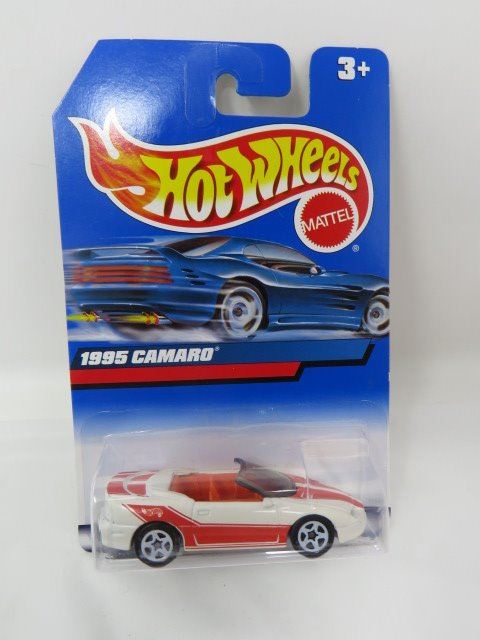 3+
HOT WHEELS
MATTEL
®
1995 CAMARO®